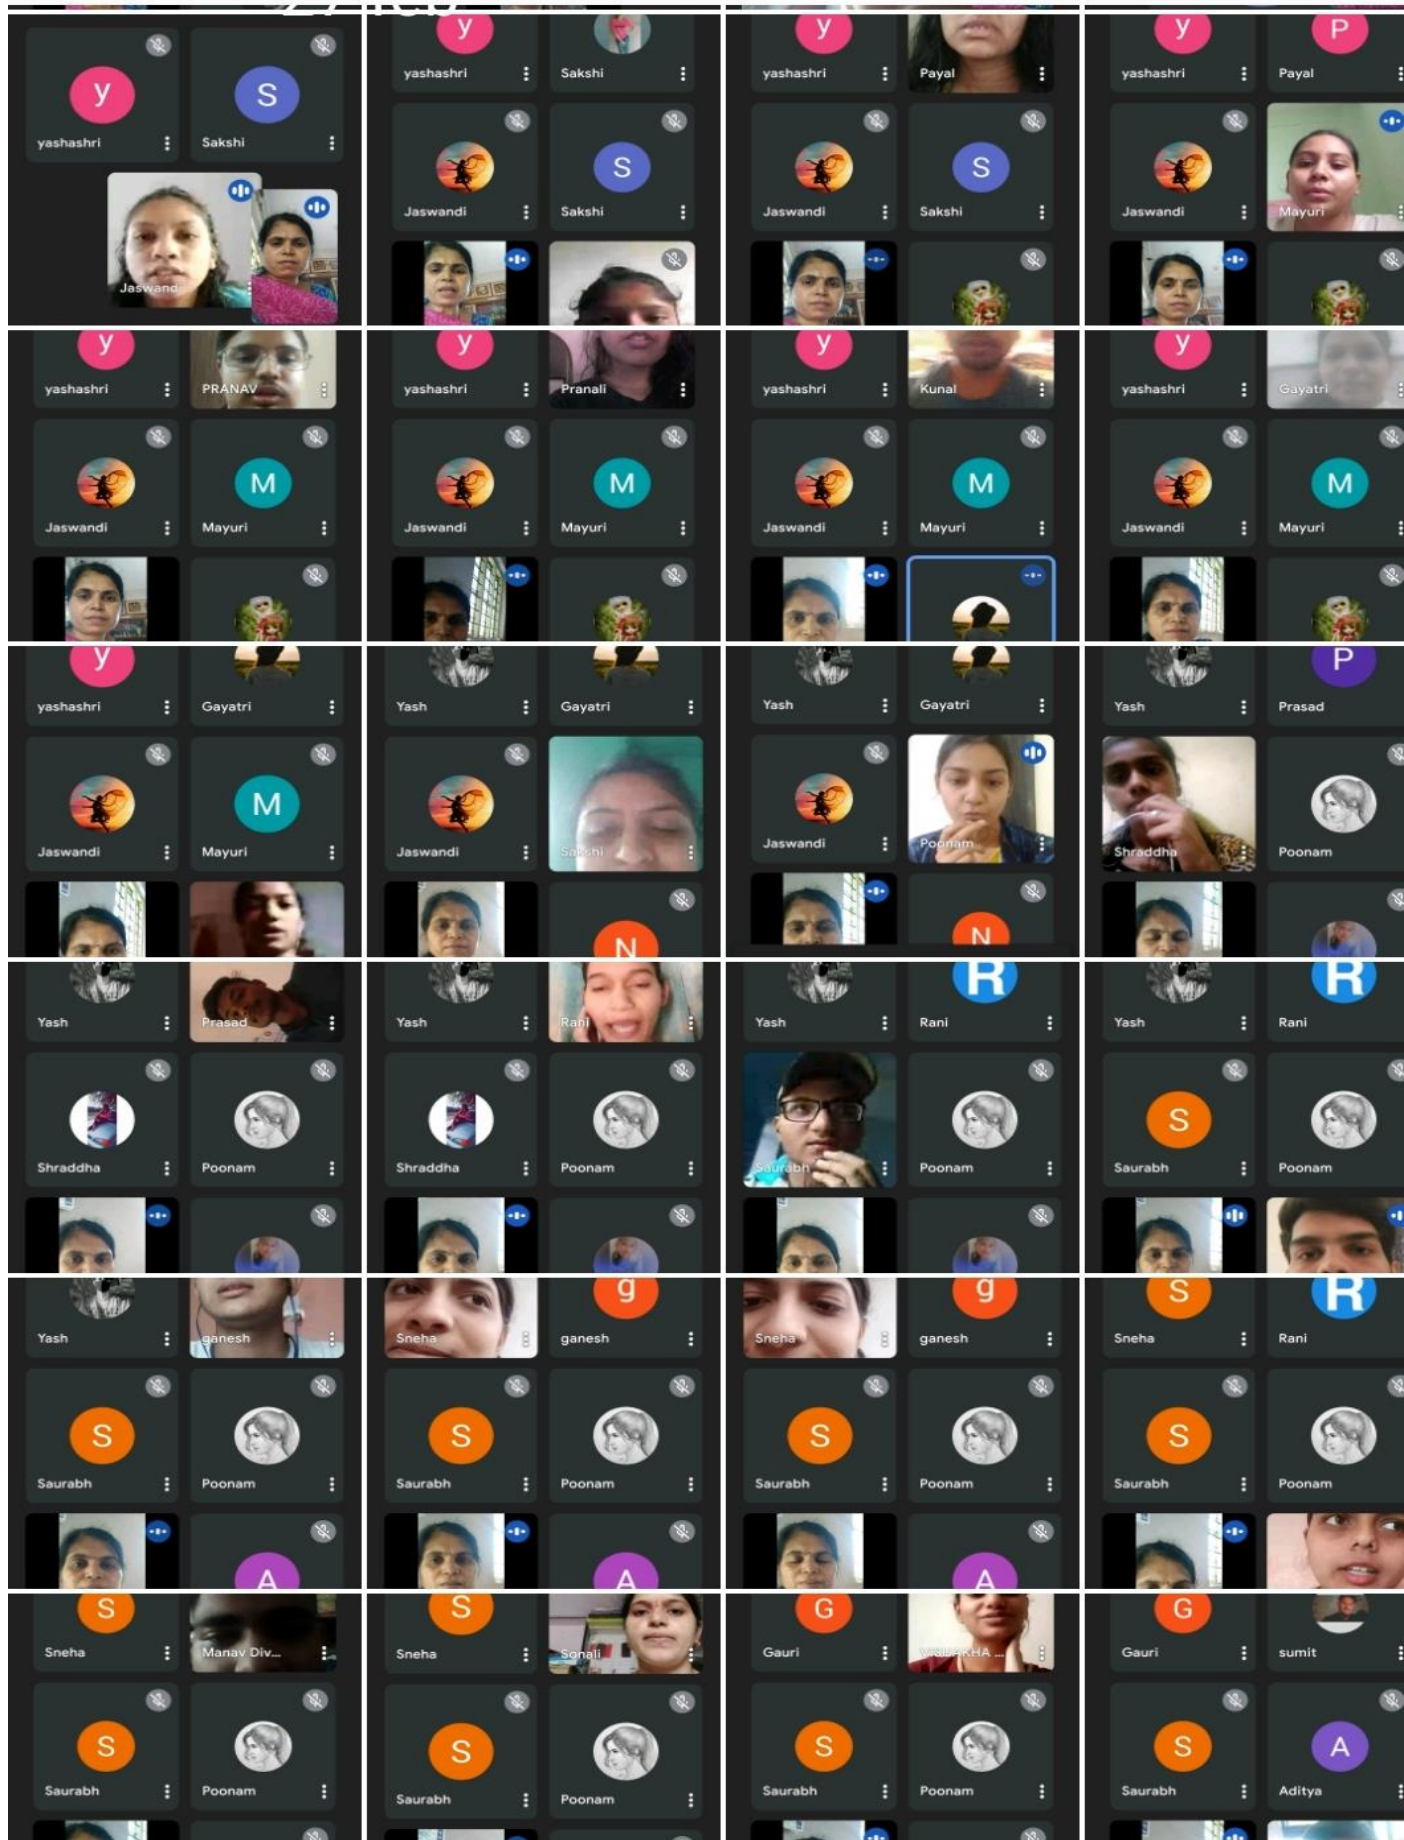 27 feb
y S
yashashri Sakshi
Jaswandi
y
yashashri Sakshi
S
Jaswandi Sakshi
y
yashashri Payal
S
Jaswandi Sakshi
y P
yashashri Payal
Jaswandi Mayuri
y
yashashri PRANAV
M
Jaswandi Mayuri
y
yashashri Pranali
M
Jaswandi Mayuri
y
yashashri Kunal
M
Jaswandi Mayuri
y
yashashri Gayatri
M
Jaswandi Mayuri
y
yashashri Gayatri
M
Jaswandi Mayuri
Yash Gayatri
Jaswandi Sakshi
N
Yash Gayatri
Jaswandi Poonam
N
P
Yash Prasad
Shraddha Poonam
Yash Prasad
Shraddha Poonam
Yash Rani
Shraddha Poonam
R
Yash Rani
Saurabh Poonam
R
Yash Rani
S
Saurabh Poonam
Yash ganesh
S
Saurabh Poonam
A
g
Sneha ganesh
S
Saurabh Poonam
A
g
Sneha ganesh
S
Saurabh Poonam
A
S R
Sneha Rani
S
Saurabh Poonam
S
Sneha Manav Div...
S
Saurabh Poonam
S
Sneha Sonali
S
Saurabh Poonam
G
Gauri VISHAKHA ...
S
Saurabh Poonam
G
Gauri sumit
S A
Saurabh Aditya